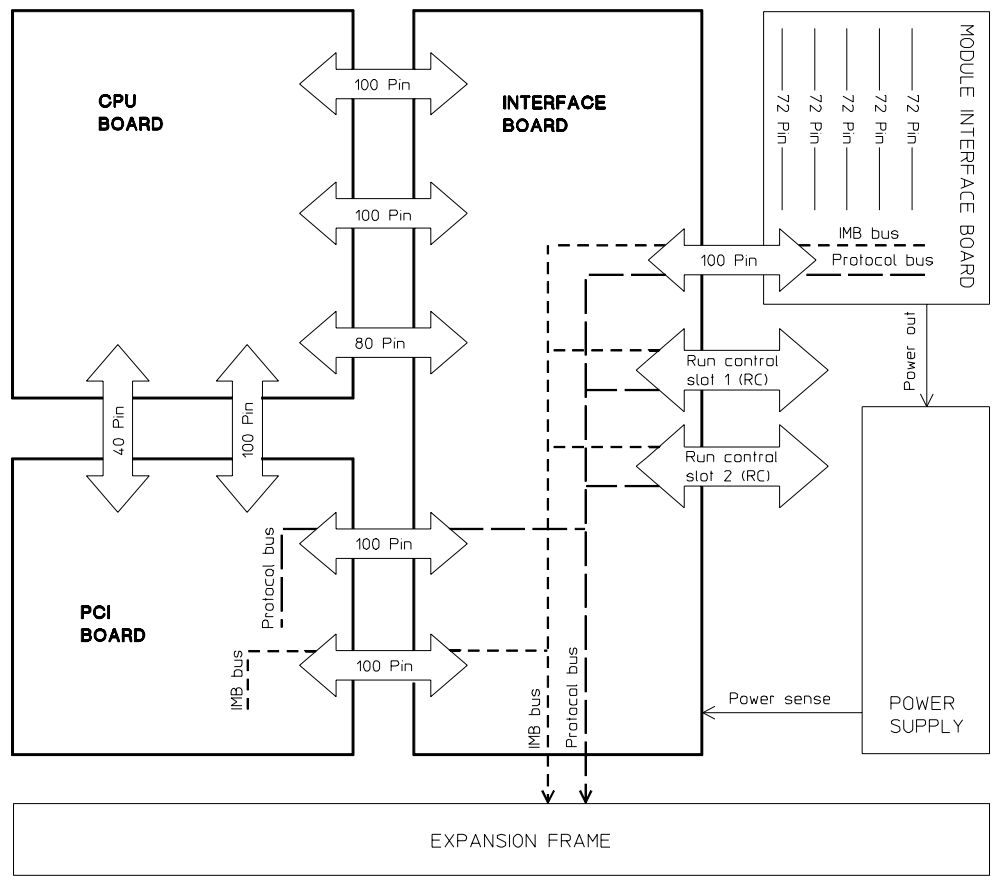 CPU
BOARD
100 Pin
INTERFACE
BOARD
MODULE INTERFACE BOARD
72 Pin
72 Pin
72 Pin
72 Pin
72 Pin
100 Pin
IMB bus
100 Pin
Protocol bus
80 Pin
Power out
Run control
slot 1 (RC)
40 Pin
100 Pin
Run control
slot 2 (RC)
Protocol bus
100 Pin
PCI
BOARD
IMB bus
100 Pin
IMB bus
Protocol bus
Power sense
POWER
SUPPLY
EXPANSION FRAME